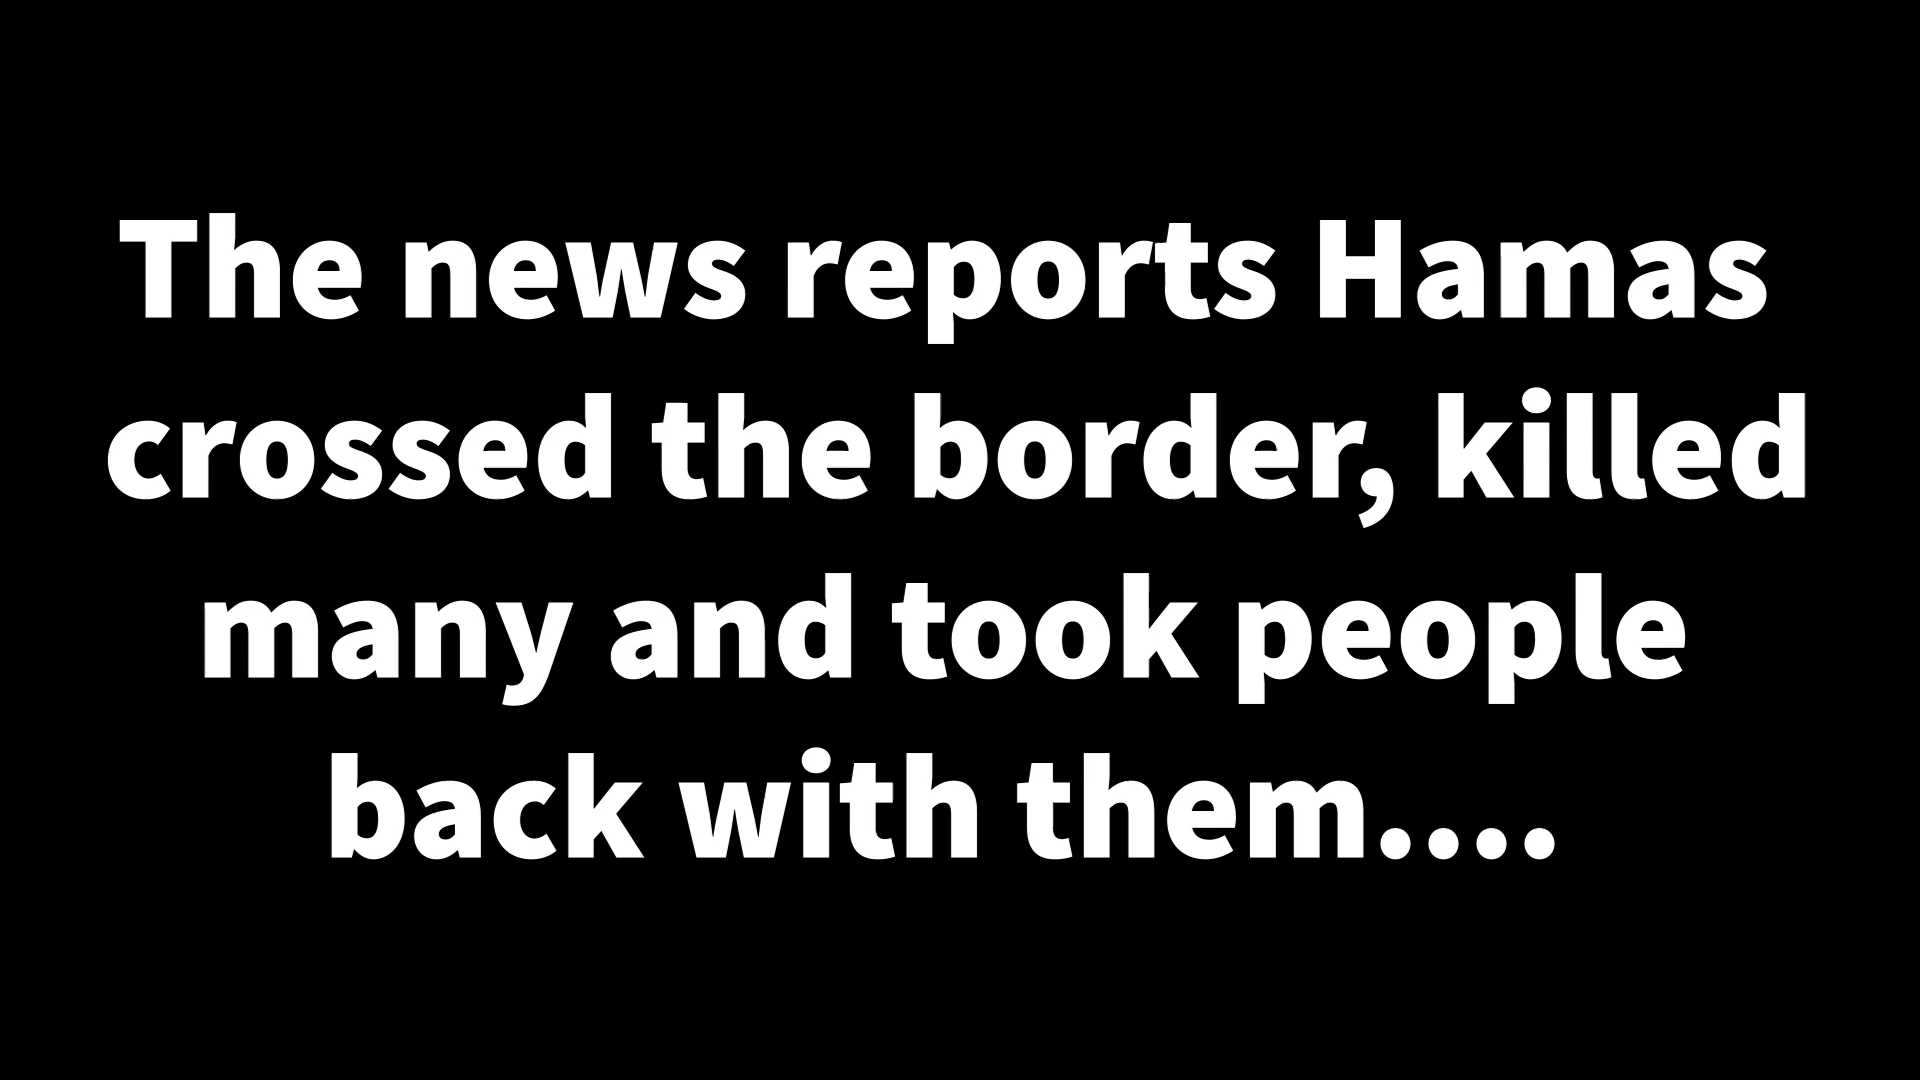 The news reports Hamas
crossed the border, killed
many and took people
back with them....